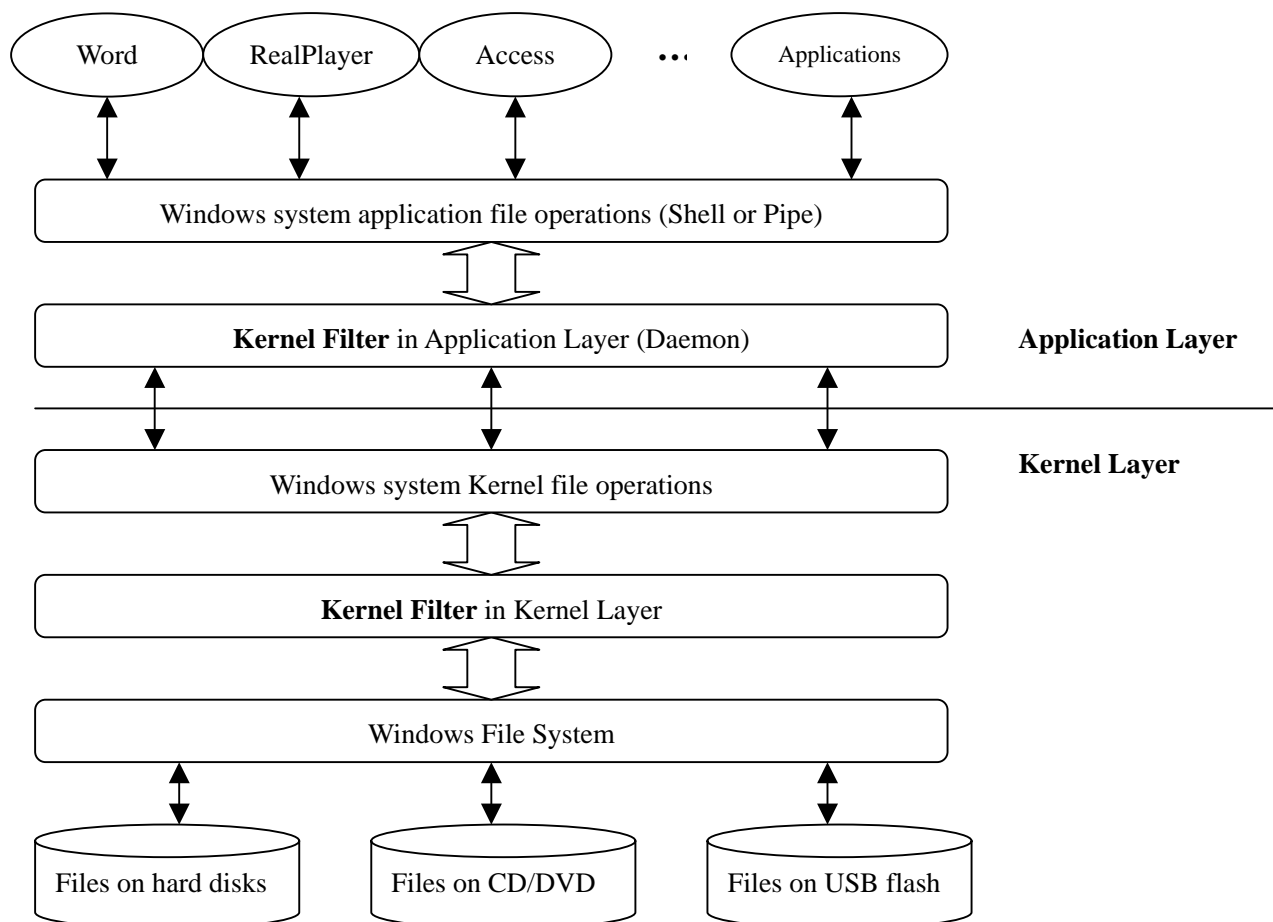 Word
RealPlayer
Access
...
Applications
Windows system application file operations (Shell or Pipe)
Kernel Filter in Application Layer (Daemon)
Application Layer
Kernel Layer
Windows system Kernel file operations
Kernel Filter in Kernel Layer
Windows File System
Files on hard disks
Files on CD/DVD
Files on USB flash